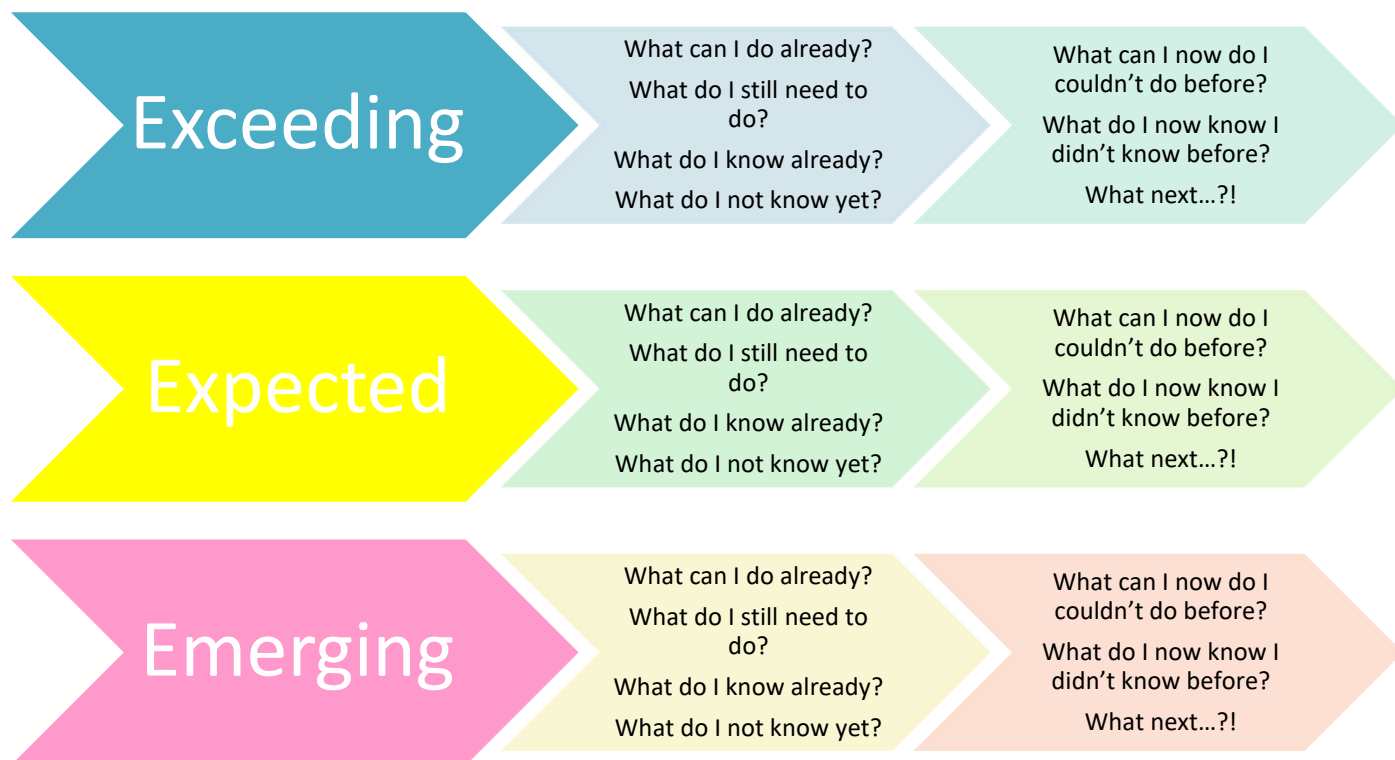 Exceeding
What can I do already?
What do I still need to
do?
What do I know already?
What do I not know yet?
What can I now do I
couldn’t do before?
What do I now know I
didn’t know before?
What next…?!
Expected
What can I do already?
What do I still need to
do?
What do I know already?
What do I not know yet?
What can I now do I
couldn’t do before?
What do I now know I
didn’t know before?
What next…?!
Emerging
What can I do already?
What do I still need to
do?
What do I know already?
What do I not know yet?
What can I now do I
couldn’t do before?
What do I now know I
didn’t know before?
What next…?!